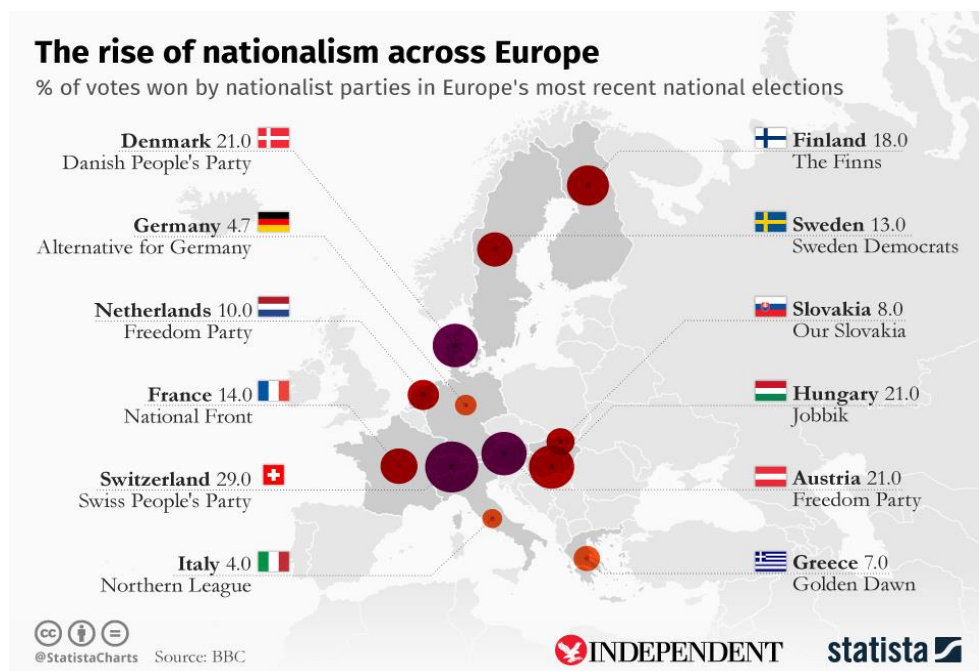 The rise of nationalism across Europe
% of votes won by nationalist parties in Europe's most recent national elections
Denmark 21.0
Danish People's Party
Germany 4.7
Alternative for Germany
Netherlands 10.0
Freedom Party
France 14.0
National Front
Switzerland 29.0
Swiss People's Party
Italy 4.0
Northern League
Finland 18.0
The Finns
Sweden 13.0
Sweden Democrats
Slovakia 8.0
Our Slovakia
Hungary 21.0
Jobbik
Austria 21.0
Freedom Party
Greece 7.0
Golden Dawn
cc
@StatistaCharts Source: BBC
INDEPENDENT
statista